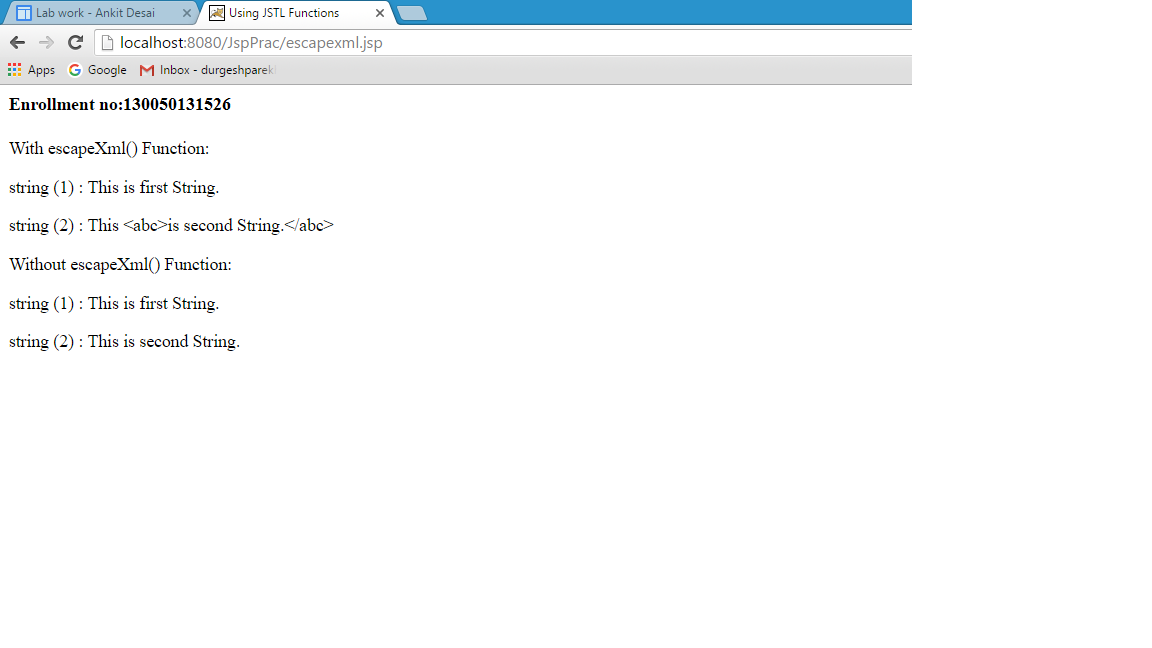 Lab work - Ankit Desai
Using JSTL Functions
localhost:8080/JspPrac/escapexml.jsp
Apps Google Inbox - durgeshparek
Enrollment no:130050131526
With escapeXml() Function:
string (1) : This is first String.
string (2) : This <abc>is second String.</abc>
Without escapeXml() Function:
string (1) : This is first String.
string (2) : This is second String.